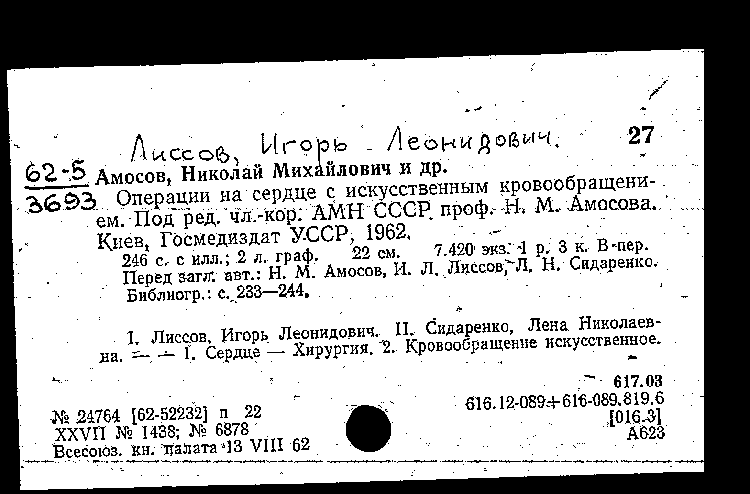 Лиссов, Игорь Леонидович. 27
62-5 Амосов, Николай Михайлович и др.
3693 Операции на сердце с искусственным кровообращени-
ем. Под ред. чл.-кор. АМН СССР проф. Н. М. Амосова.
Киев, Госмедиздат УССР, 1962.
246 с. с илл.; 2 л. граф. 22 см. 7.420 экз. 1 р. 3 к. В пер.
Перед загл. авт.: Н. М. Амосов, И. Л. Лиссов, Л. Н. Сидаренко.
Библиогр.: с. 233—244.
I. Лиссов, Игорь Леонидович. II. Сидаренко, Лена Николаев-
на. — — 1. Сердце — Хирургия. 2. Кровообращение искусственное.
617.03
№ 24764 [62-52232] п 22 616.12-089+616-089.819.6
XXVII № 1438; № 6878 [016.3]
Всесоюз. кн. палата 13 VIII 62 А623